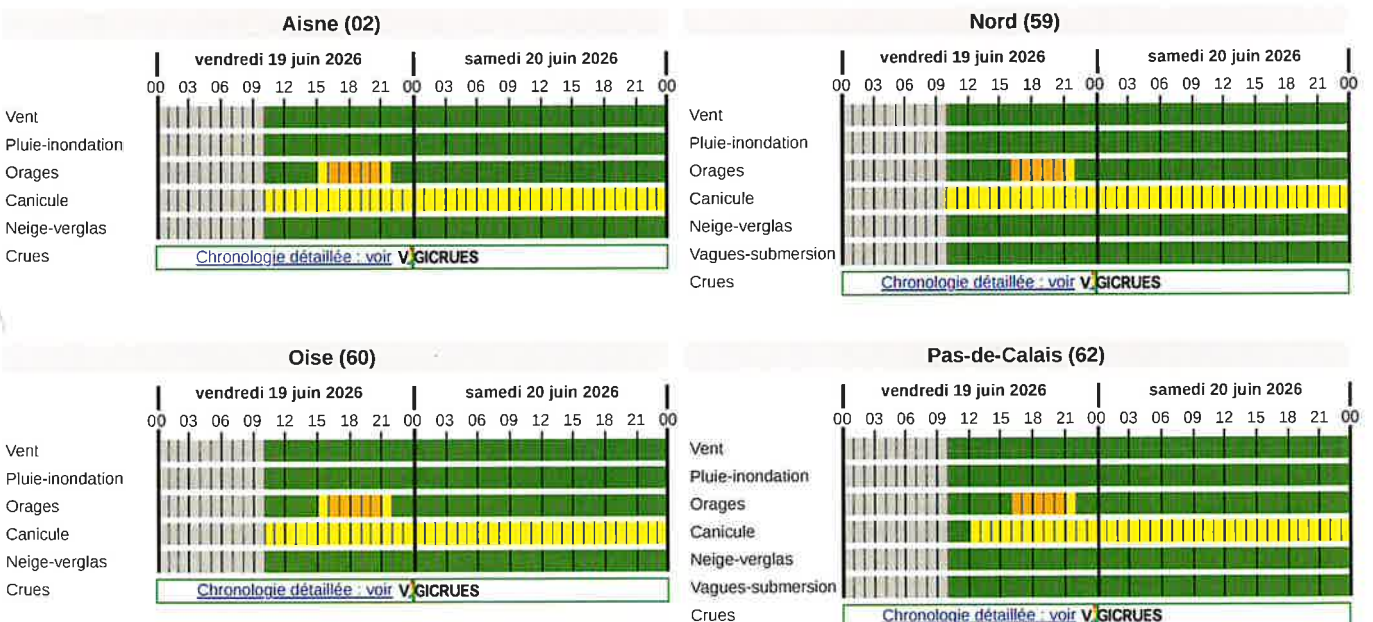 Aisne (02)
vendredi 19 juin 2026 samedi 20 juin 2026
00 03 06 09 12 15 18 21 00 03 06 09 12 15 18 21 00
Vent
Pluie-inondation
Orages
Canicule
Neige-verglas
Crues Chronologie détaillée : voir VIGICRUES
Nord (59)
vendredi 19 juin 2026 samedi 20 juin 2026
00 03 06 09 12 15 18 21 00 03 06 09 12 15 18 21 00
Vent
Pluie-inondation
Orages
Canicule
Neige-verglas
Vagues-submersion
Crues Chronologie détaillée : voir VIGICRUES
Oise (60)
vendredi 19 juin 2026 samedi 20 juin 2026
00 03 06 09 12 15 18 21 00 03 06 09 12 15 18 21 00
Vent
Pluie-inondation
Orages
Canicule
Neige-verglas
Crues Chronologie détaillée : voir VIGICRUES
Pas-de-Calais (62)
vendredi 19 juin 2026 samedi 20 juin 2026
00 03 06 09 12 15 18 21 00 03 06 09 12 15 18 21 00
Vent
Pluie-inondation
Orages
Canicule
Neige-verglas
Vagues-submersion
Crues Chronologie détaillée : voir VIGICRUES